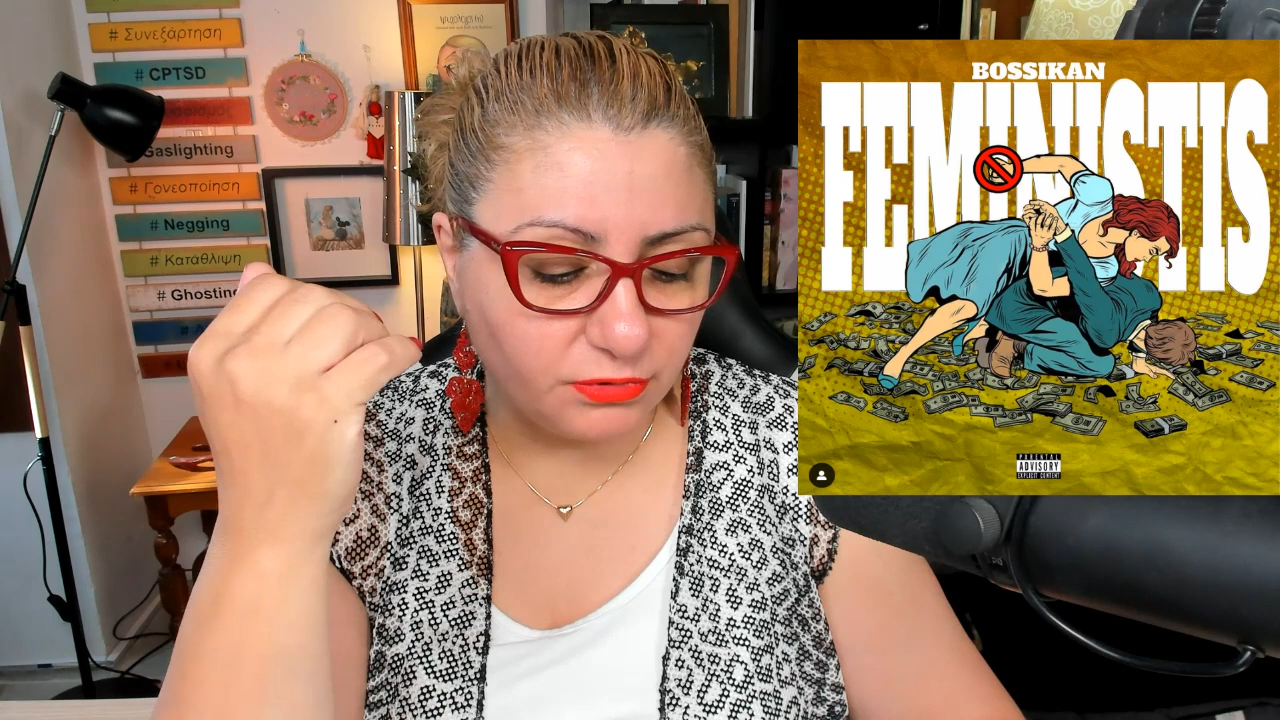 # Συνεξάρτηση
# CPTSD
Gaslighting
# Γονεοποίηση
# Negging
# Κατάθλιψη
# Ghosting
BOSSIKAN
FEMINISTIS
PARENTAL
ADVISORY
EXPLICIT CONTENT